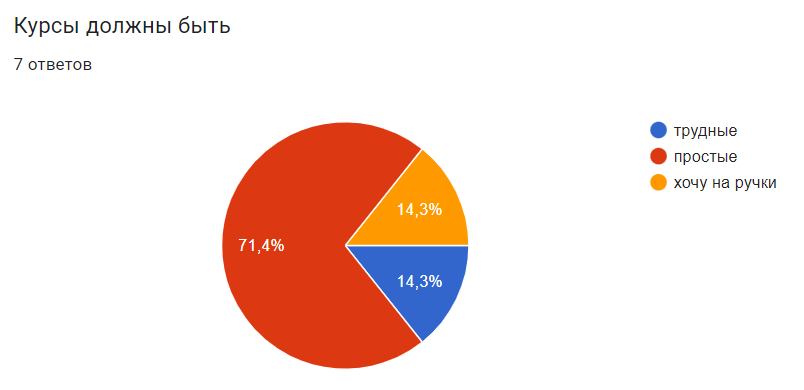 Курсы должны быть
7 ответов
трудные
простые
хочу на ручки
14,3%
71,4%
14,3%